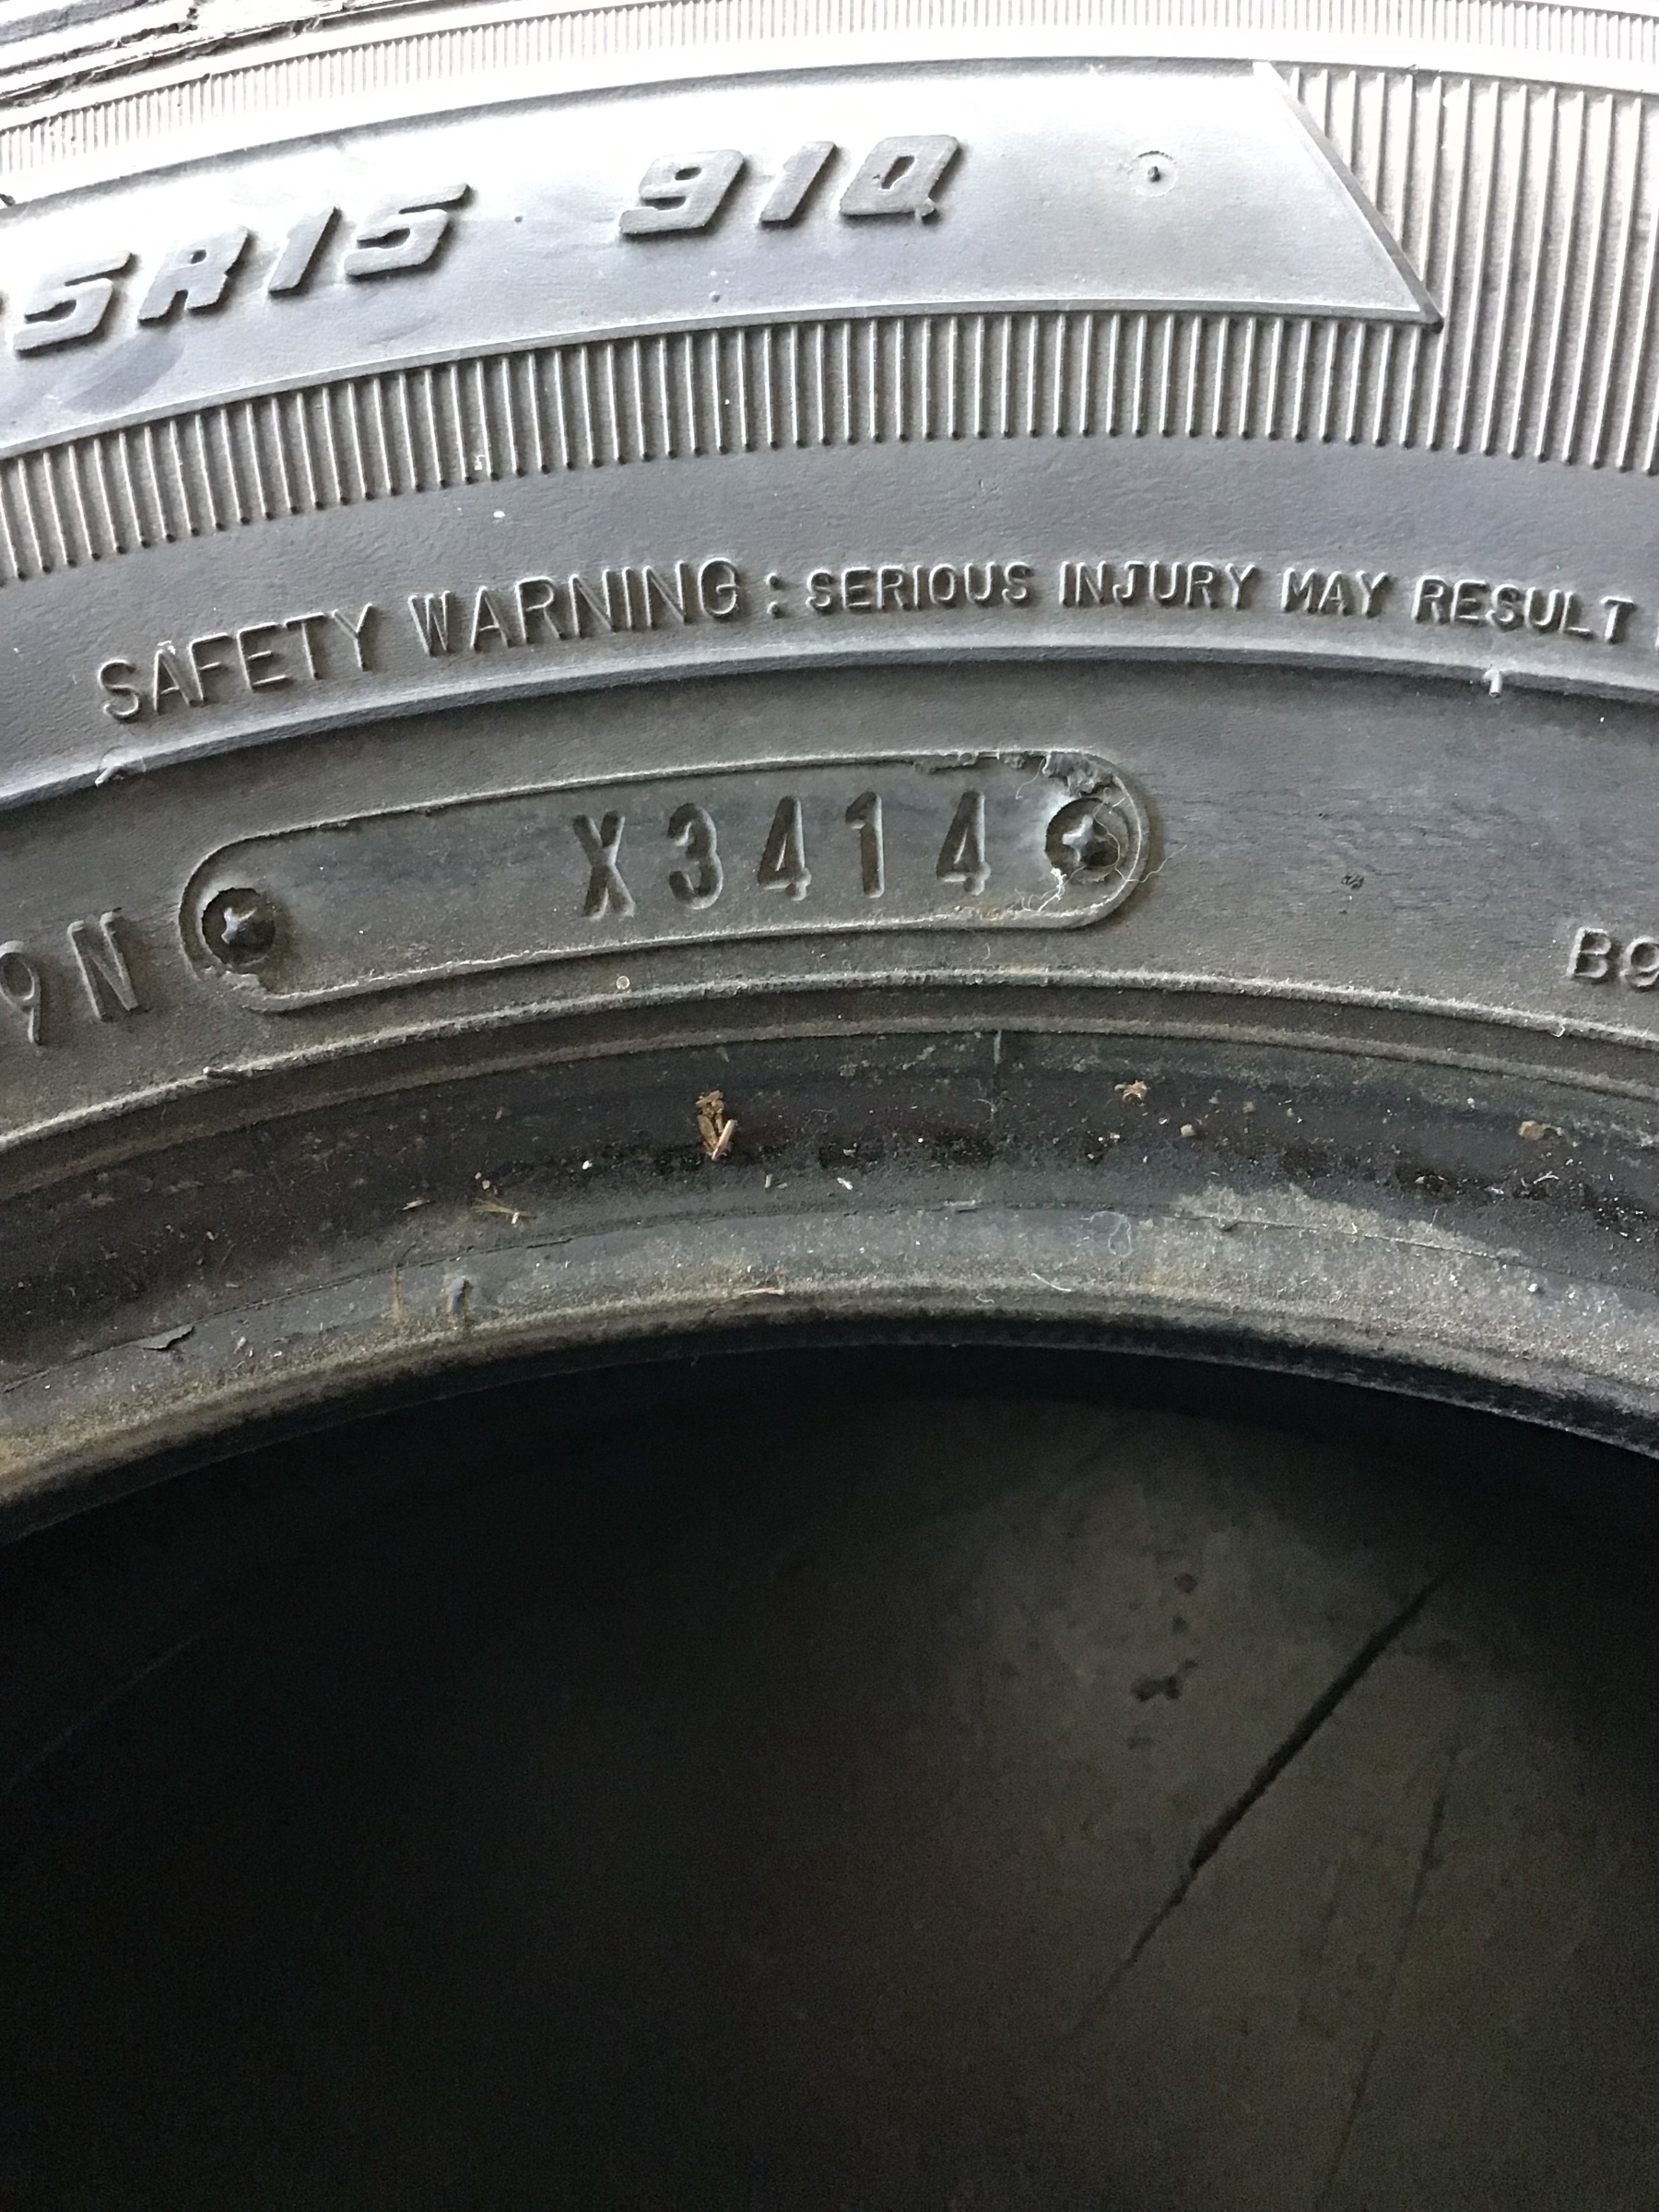 5R15 91Q
SAFETY WARNING : SERIOUS INJURY MAY RESULT
9N X3414 B9